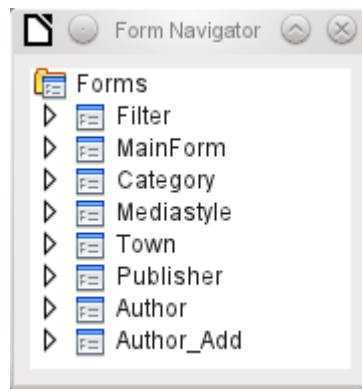 Form Navigator
Forms
Filter
MainForm
Category
Mediastyle
Town
Publisher
Author
Author_Add